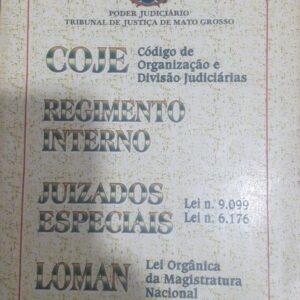 PODER JUDICIÁRIO
TRIBUNAL DE JUSTIÇA DE MATO GROSSO
COJE Código de
Organização e
Divisão Judiciárias
REGIMENTO
INTERNO
JUIZADOS Lei n. 9.099
ESPECIAIS Lei n. 6.176
LOMAN Lei Orgânica
da Magistratura
Nacional